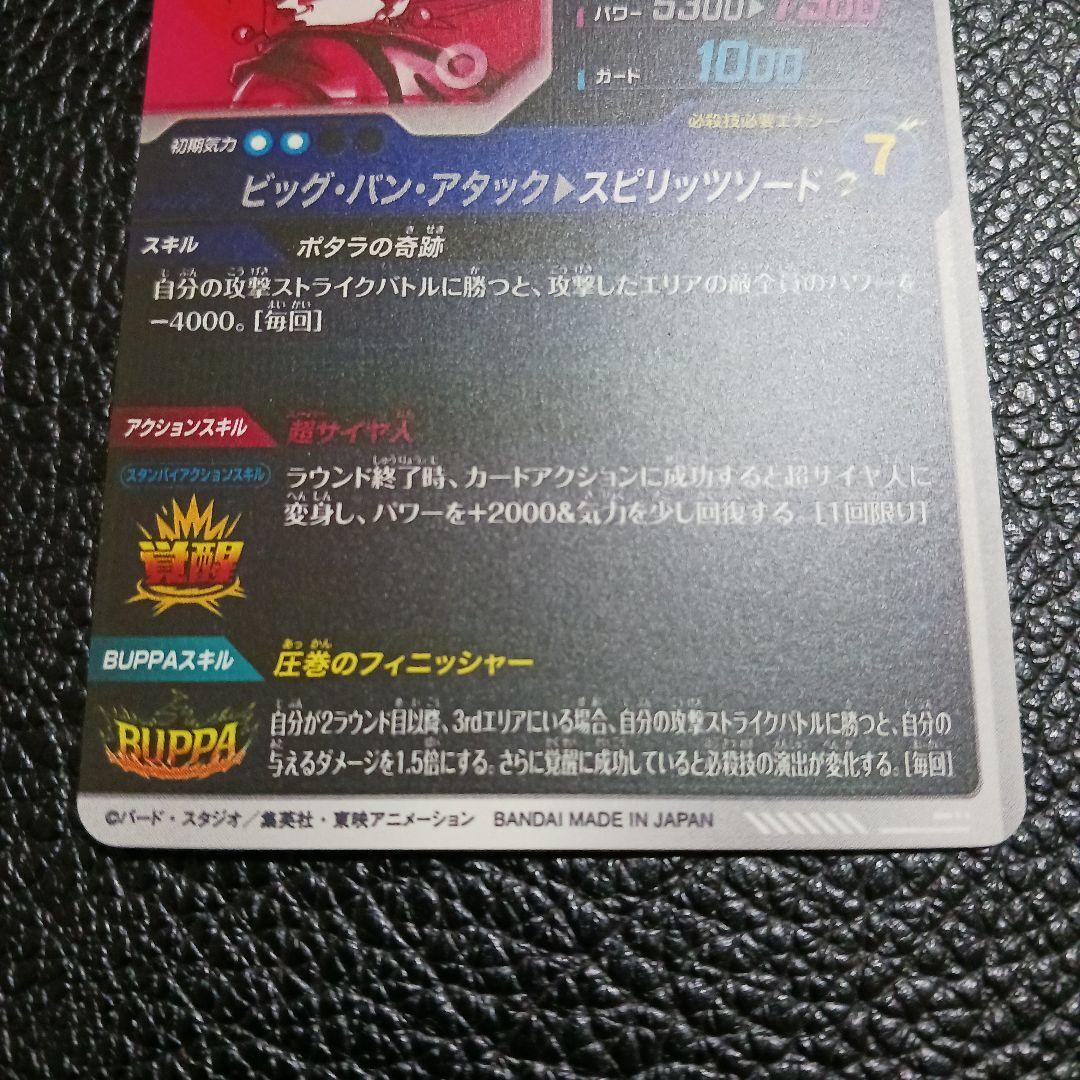 パワー 5300▶7300
ガード 1000
必殺技必要エナジー
初期気力
7
ビッグ・バン・アタック▶スピリッツソード
スキル ポタラの奇跡
自分の攻撃ストライクバトルに勝つと、攻撃したエリアの敵全員のパワーを
-4000。[毎回]
アクションスキル 超サイヤ人
スタンバイアクションスキル
ラウンド終了時、カードアクションに成功すると超サイヤ人に
変身し、パワーを+2000&気力を少し回復する。[1回限り]
覚醒
BUPPAスキル 圧巻のフィニッシャー
BUPPA
自分が2ラウンド目以降、3rdエリアにいる場合、自分の攻撃ストライクバトルに勝つと、自分の
与えるダメージを1.5倍にする。さらに覚醒に成功していると必殺技の演出が変化する。[毎回]
©バード・スタジオ/集英社・東映アニメーション BANDAI MADE IN JAPAN